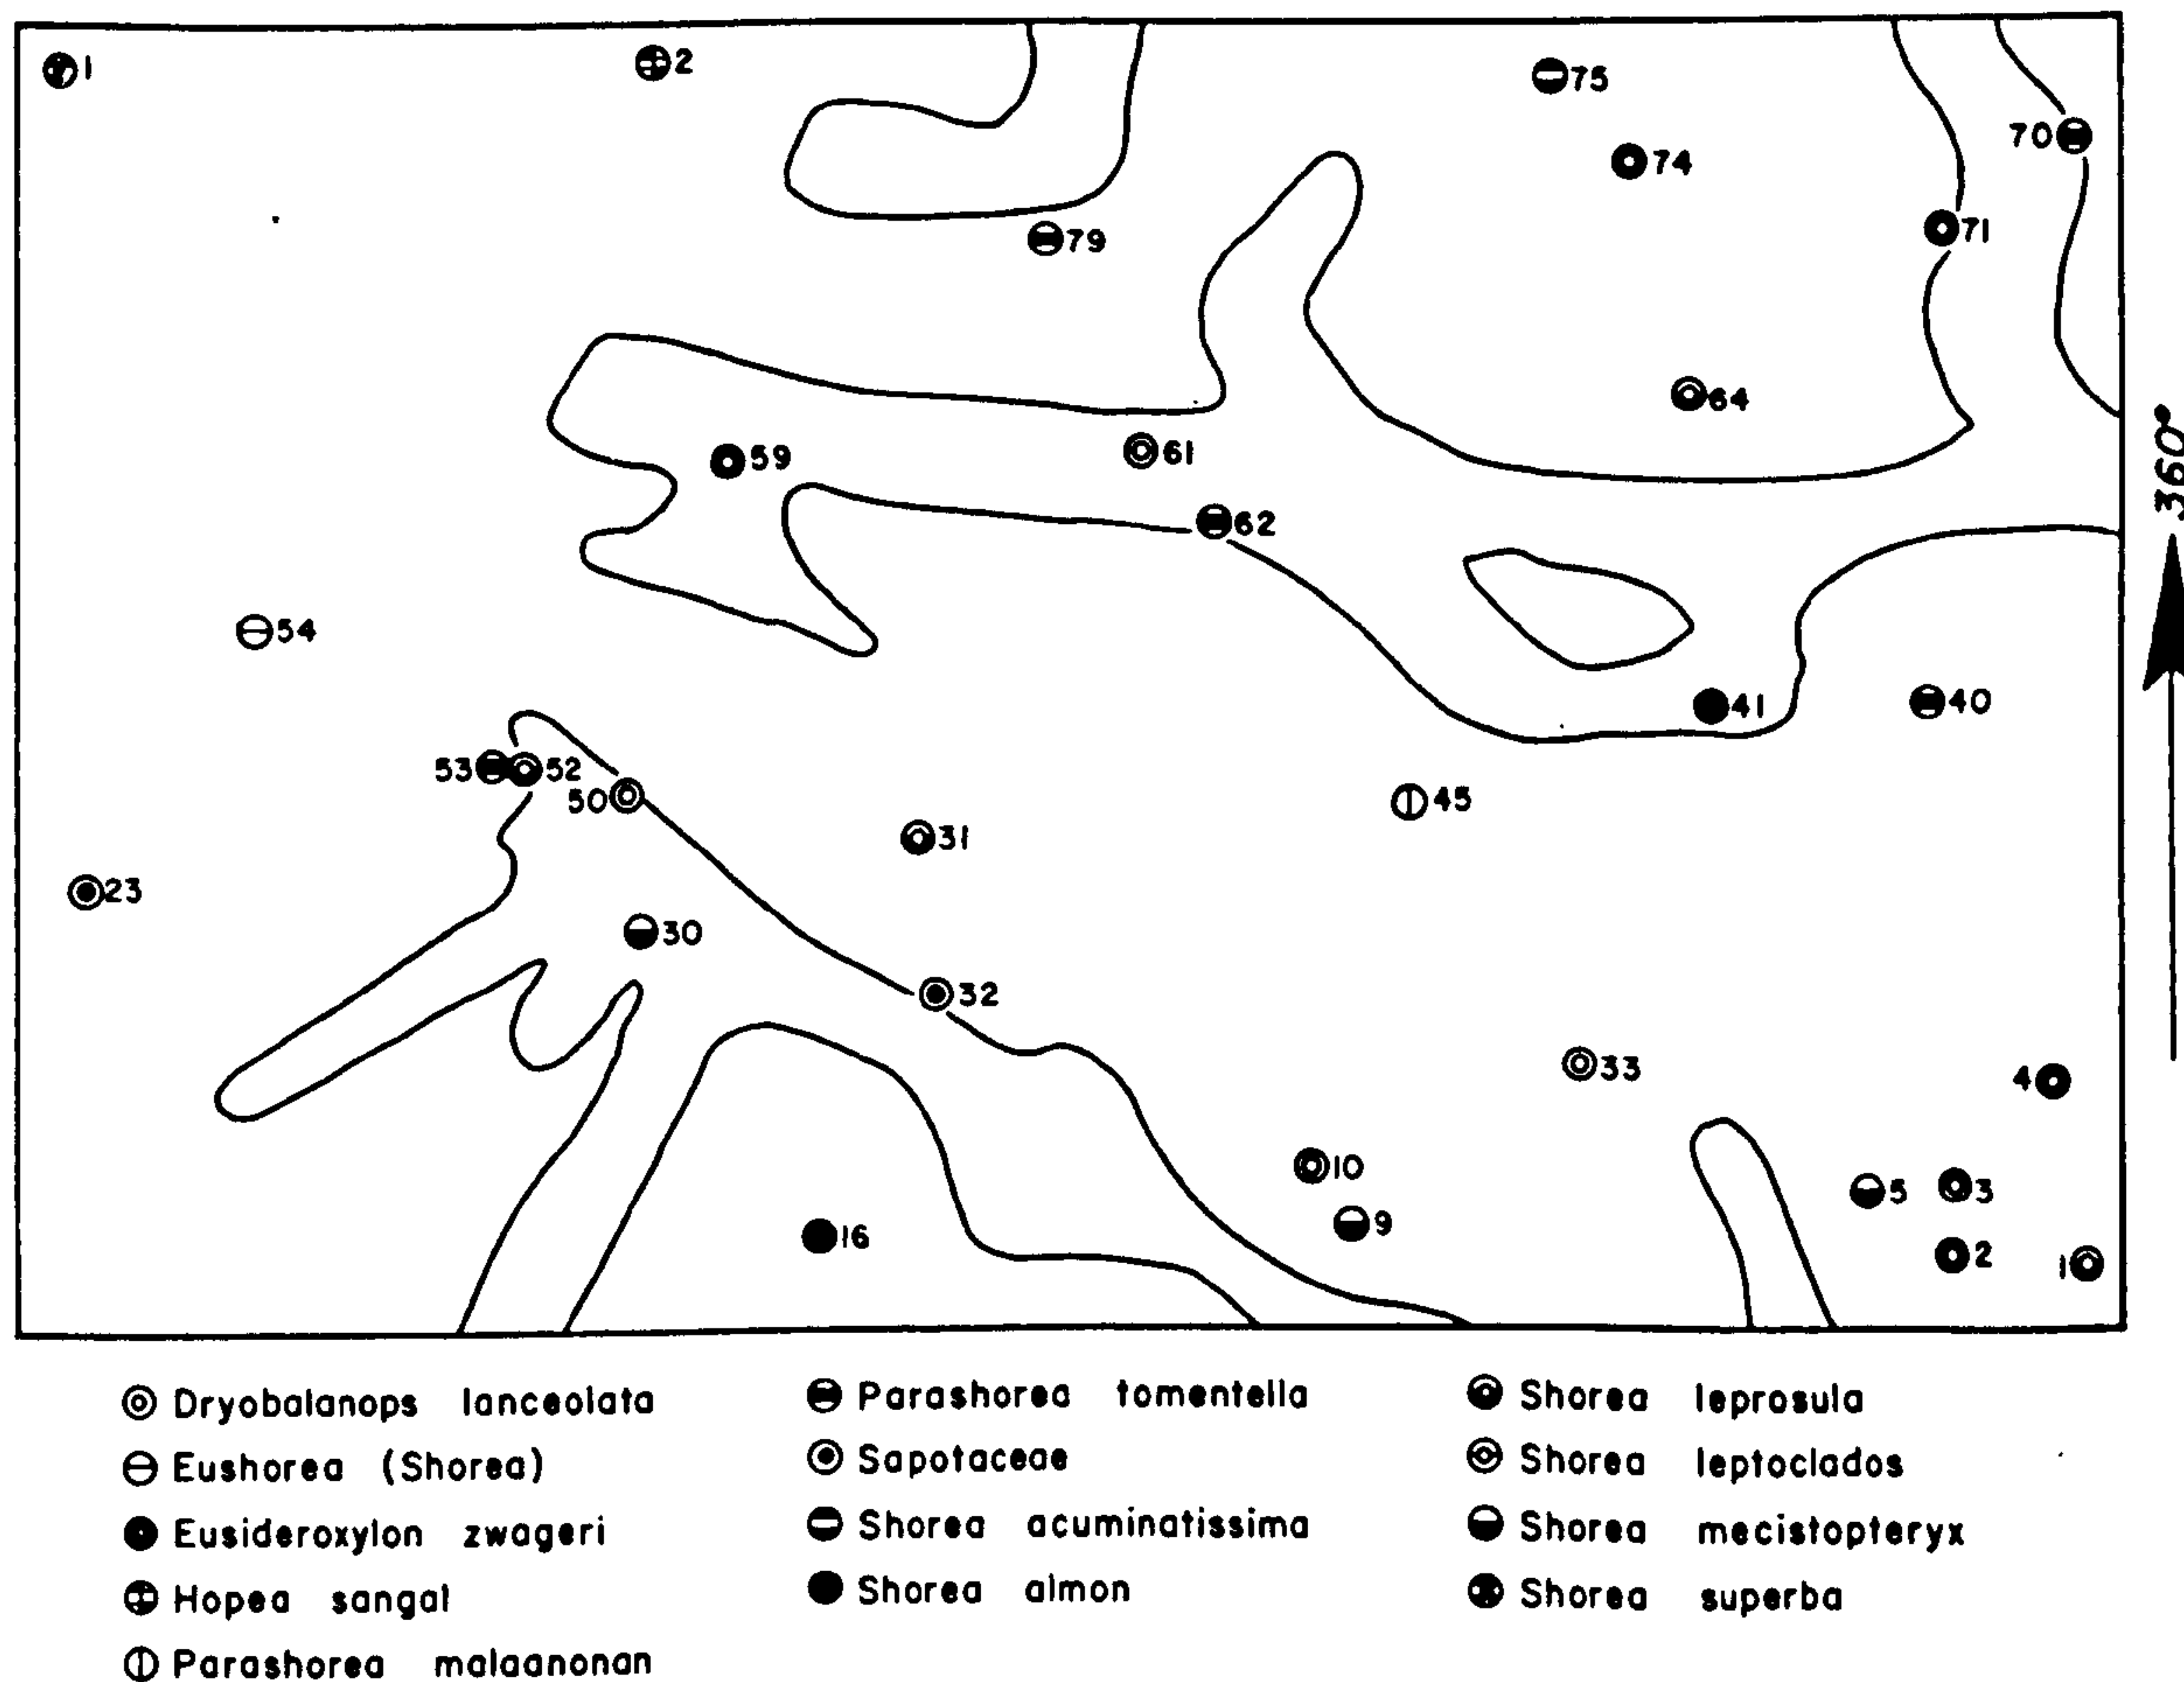 1
2
75
70
74
71
79
64
59
61
62
360°
54
41
40
53
52
50
45
31
23
30
32
33
4
10
5
3
9
16
2
1
Dryobalanops lanceolata
Eushorea (Shorea)
Eusideroxylon zwageri
Hopea sangal
Parashorea malaanonan
Parashorea tomentella
Sapotaceae
Shorea acuminatissima
Shorea almon
Shorea leprosula
Shorea leptoclados
Shorea mecistopteryx
Shorea superba